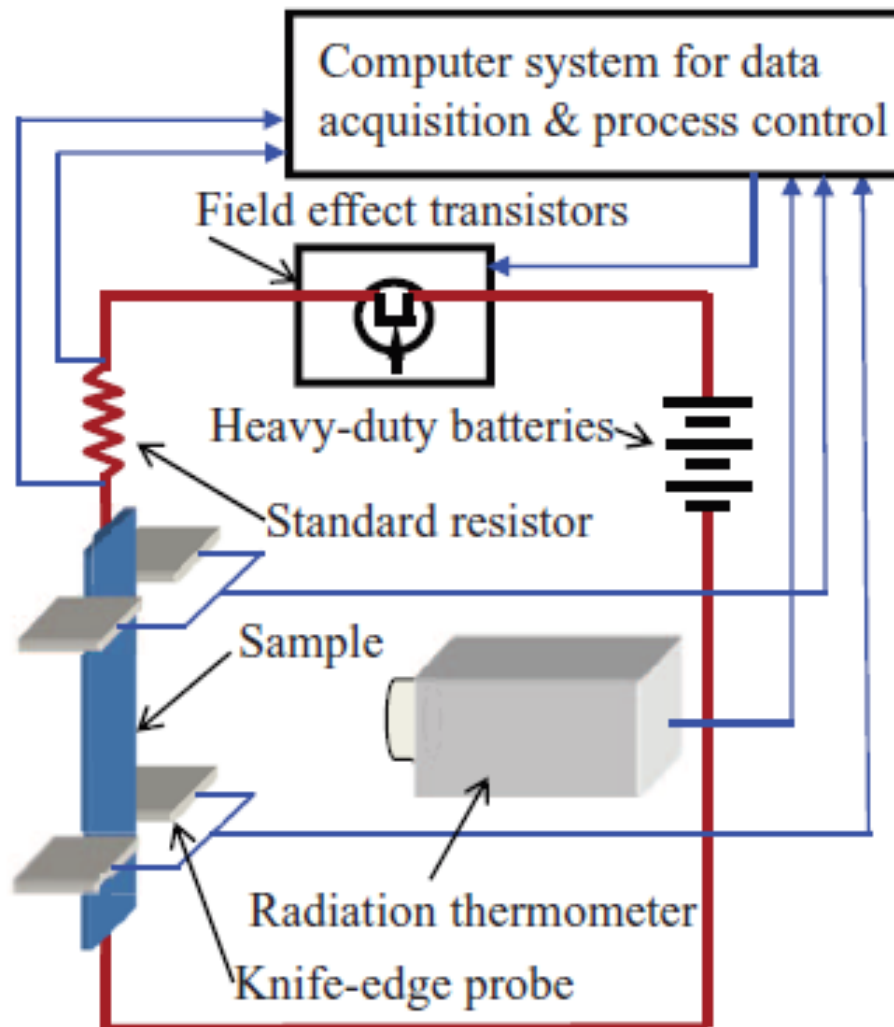 Computer system for data
acquisition & process control
Field effect transistors
Heavy-duty batteries
Standard resistor
Sample
Radiation thermometer
Knife-edge probe